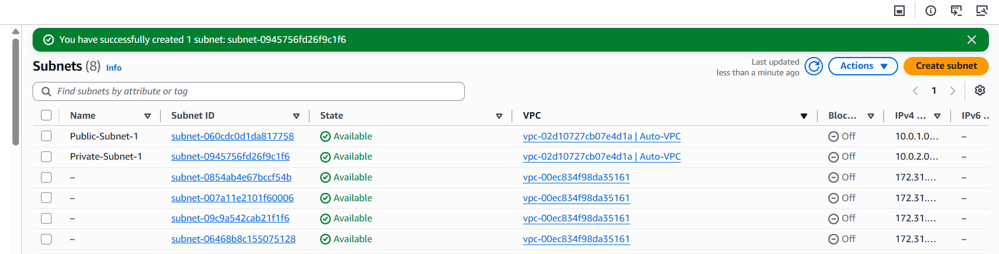 You have successfully created 1 subnet: subnet-0945756fd26f9c1f6
Subnets (8) Info
Last updated
less than a minute ago
Actions
Create subnet
Find subnets by attribute or tag
1
Name Subnet ID State VPC Bloc... IPv4 ... IPv6 ..
Public-Subnet-1 subnet-060cdc0d1da817758 Available vpc-02d10727cb07e4d1a | Auto-VPC Off 10.0.1.0... –
Private-Subnet-1 subnet-0945756fd26f9c1f6 Available vpc-02d10727cb07e4d1a | Auto-VPC Off 10.0.2.0... –
– subnet-0854ab4e67bccf54b Available vpc-00ec834f98da35161 Off 172.31.... –
– subnet-007a11e2101f60006 Available vpc-00ec834f98da35161 Off 172.31.... –
– subnet-09c9a542cab21f1f6 Available vpc-00ec834f98da35161 Off 172.31.... –
– subnet-06468b8c155075128 Available vpc-00ec834f98da35161 Off 172.31.... –